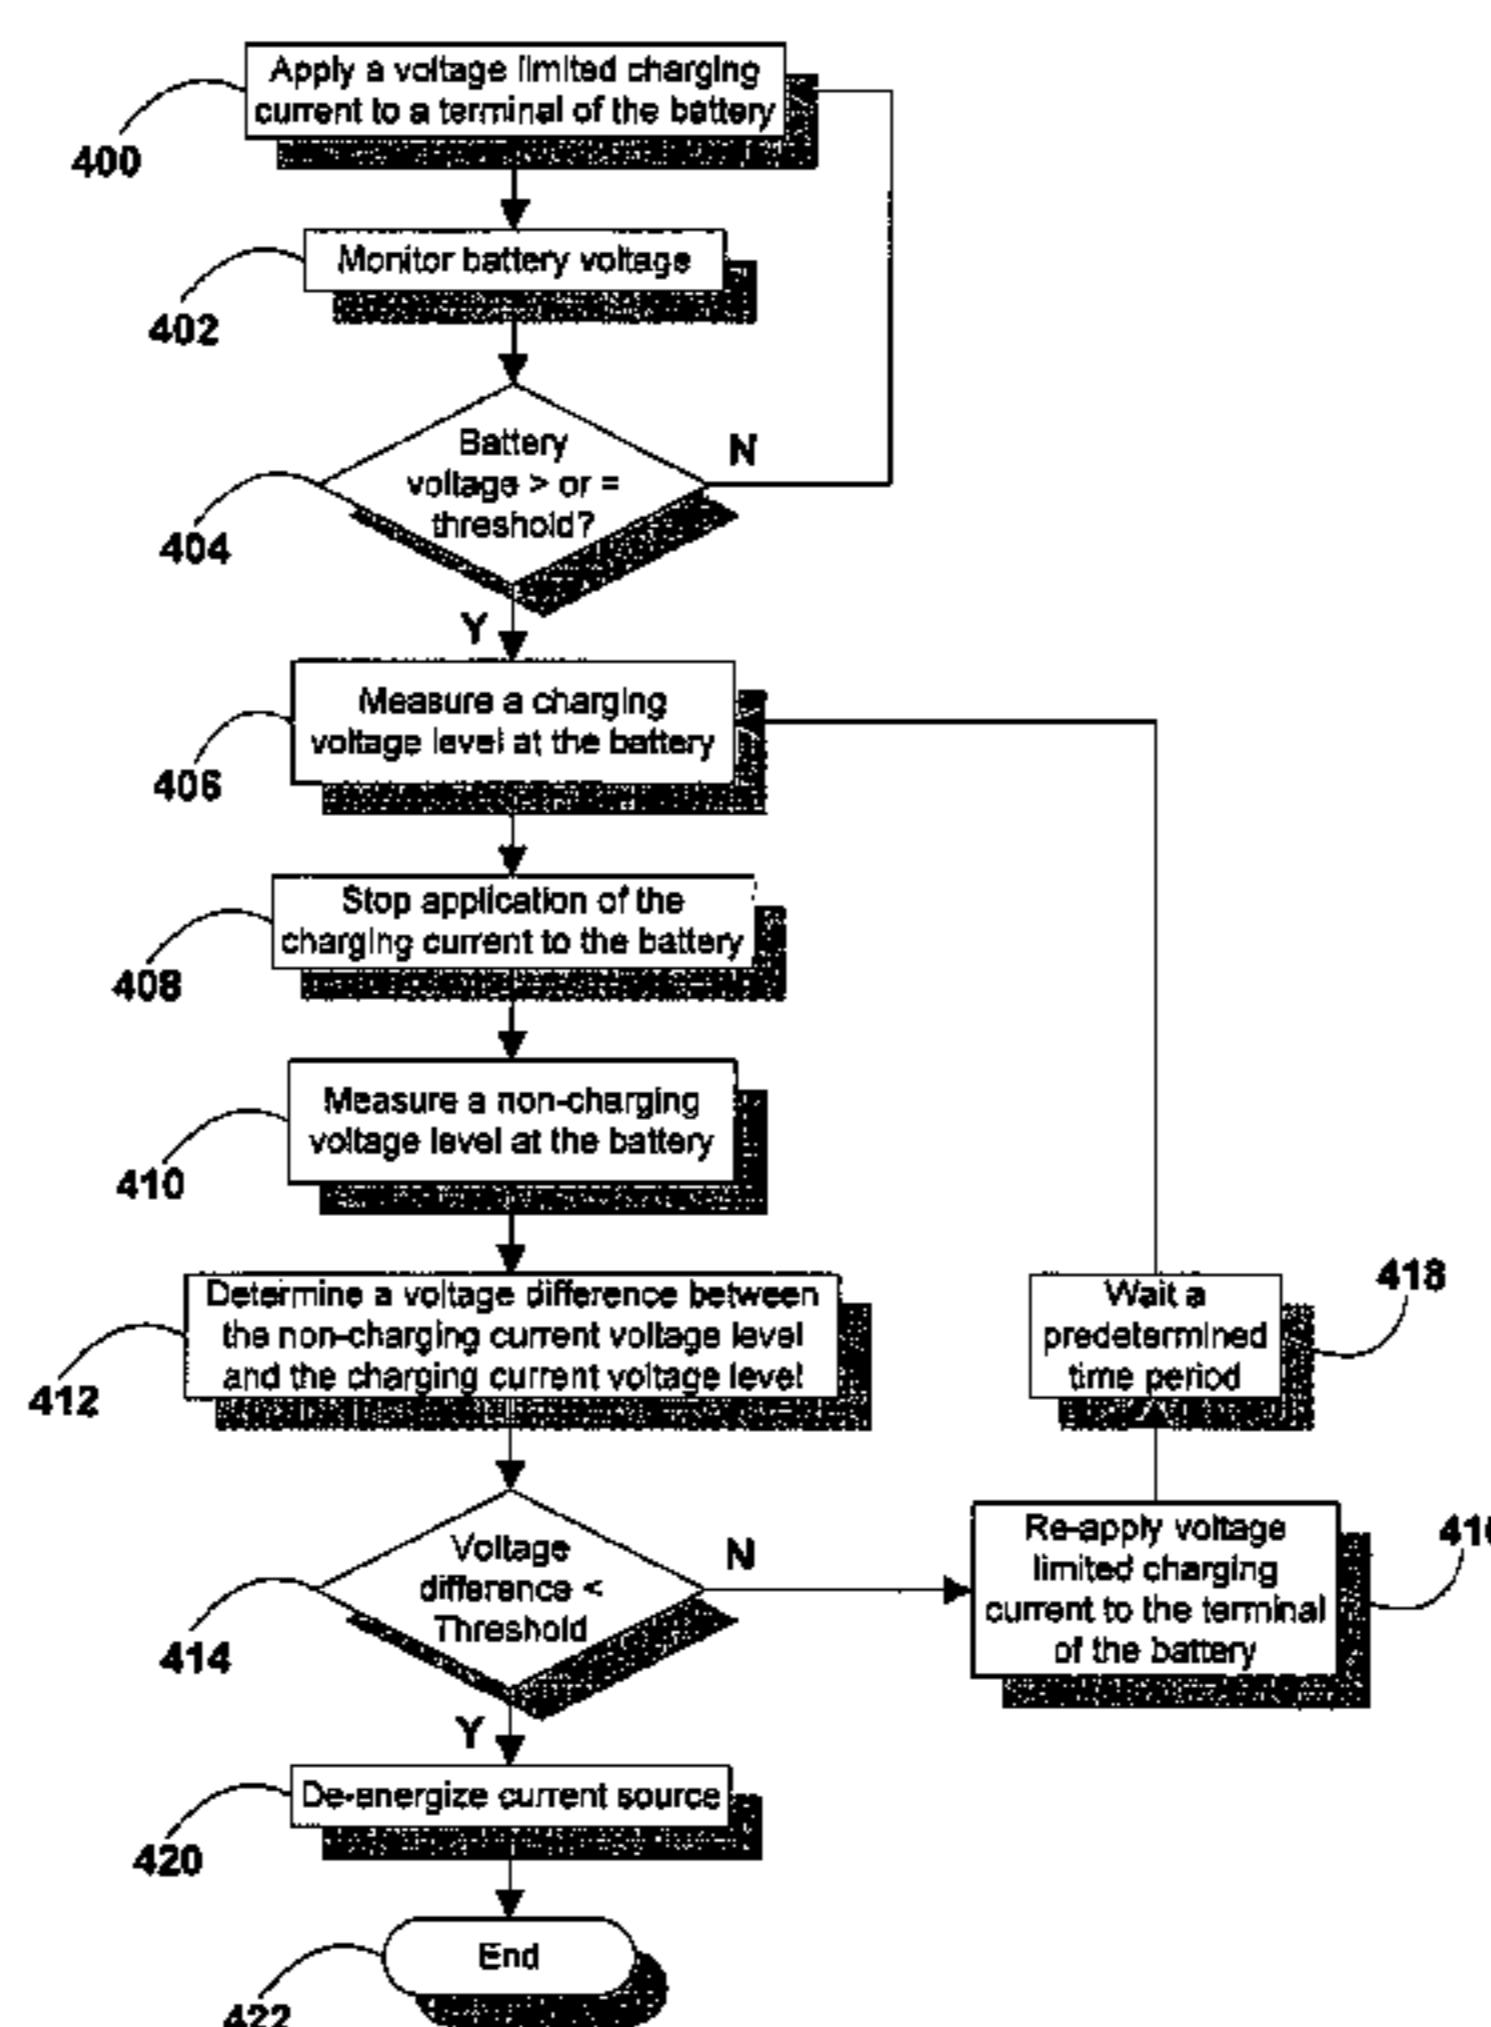 Apply a voltage limited charging
current to a terminal of the battery
400
Monitor battery voltage
402
Battery
voltage > or =
threshold?
N
404
Y
Measure a charging
voltage level at the battery
406
Stop application of the
charging current to the battery
408
Measure a non-charging
voltage level at the battery
410
Determine a voltage difference between
the non-charging current voltage level
and the charging current voltage level
412
Wait a
predetermined
time period
418
Voltage
difference <
Threshold
N
414
Re-apply voltage
limited charging
current to the terminal
of the battery
Y
De-energize current source
420
End
422